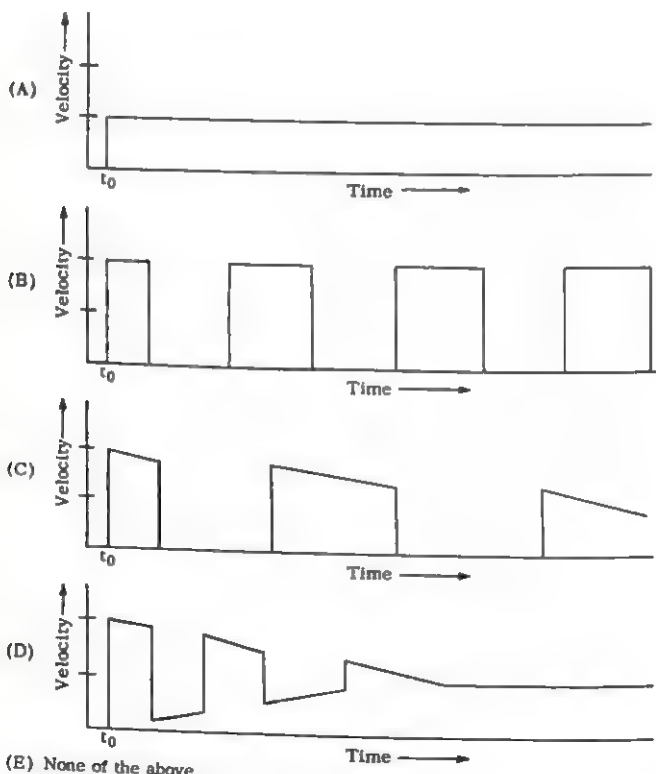 (A)
Velocity
t0
Time
(B)
Velocity
t0
Time
(C)
Velocity
t0
Time
(D)
Velocity
t0
Time
(E) None of the above